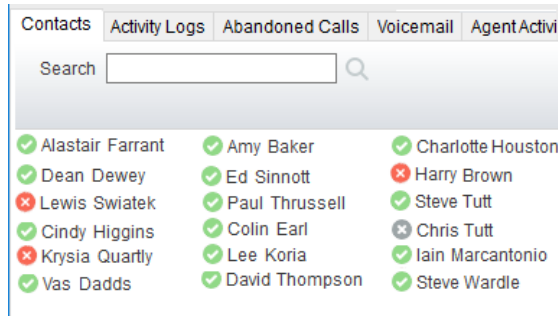 Contacts Activity Logs Abandoned Calls Voicemail Agent Activi
Search
Alastair Farrant Amy Baker Charlotte Houston
Dean Dewey Ed Sinnott Harry Brown
Lewis Swiatek Paul Thrussell Steve Tutt
Cindy Higgins Colin Earl Chris Tutt
Krysia Quartly Lee Koria Iain Marcantonio
Vas Dadds David Thompson Steve Wardle